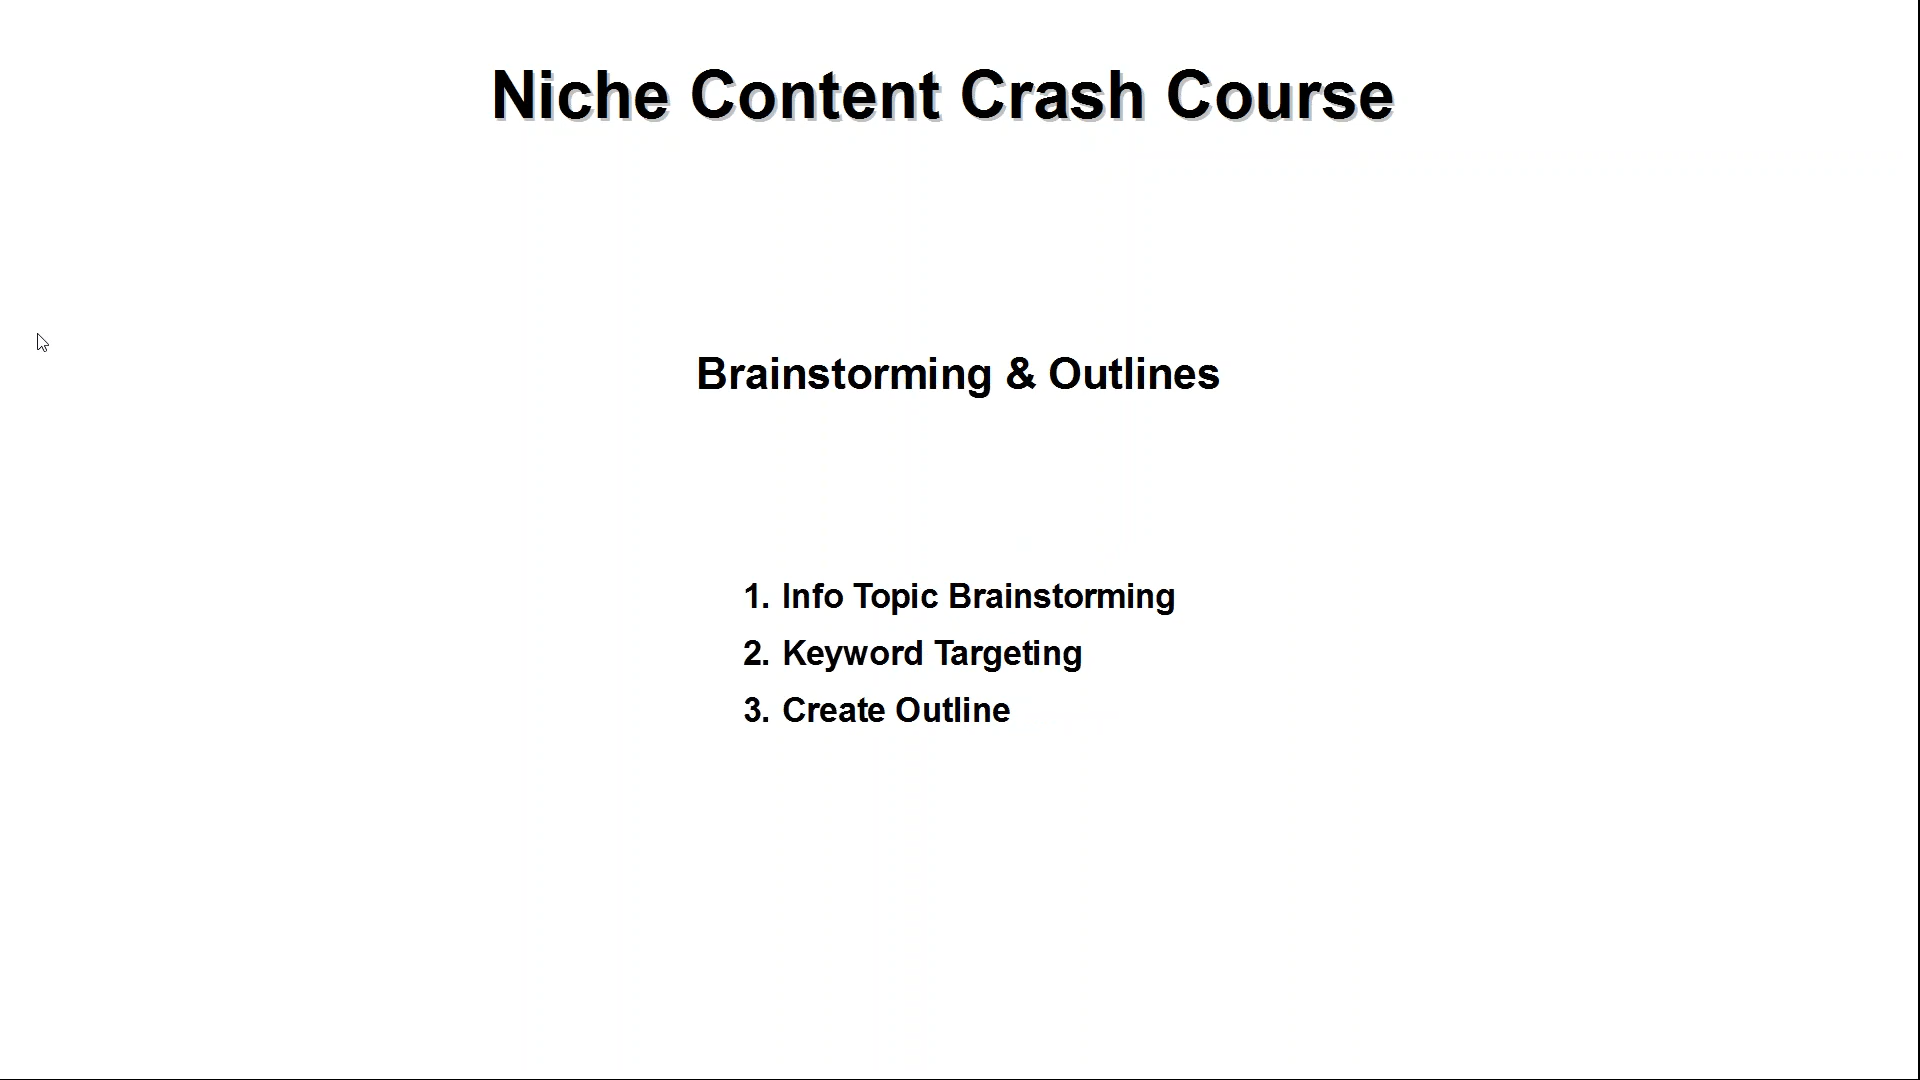 Niche Content Crash Course
Brainstorming & Outlines
1. Info Topic Brainstorming
2. Keyword Targeting
3. Create Outline